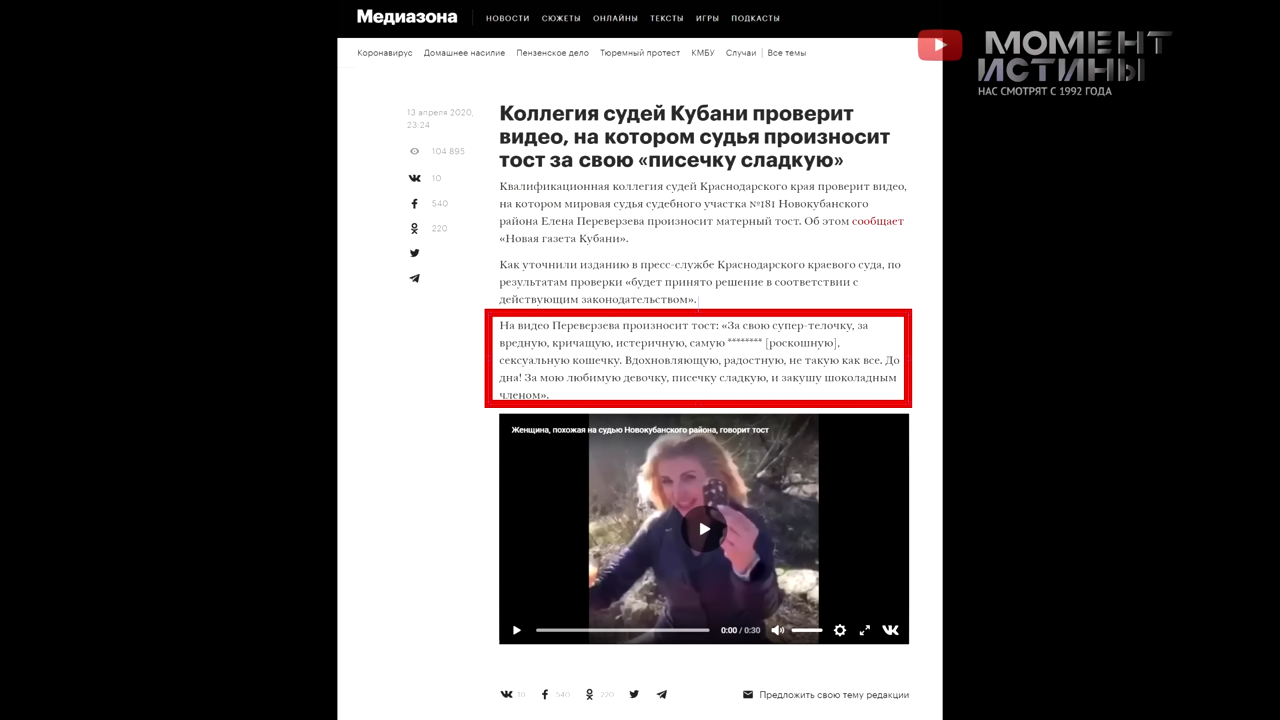 Медиазона
НОВОСТИ СЮЖЕТЫ ОНЛАЙНЫ ТЕКСТЫ ИГРЫ ПОДКАСТЫ
МОМЕНТ
ИСТИНЫ
НАС СМОТРЯТ С 1992 ГОДА
Коронавирус Домашнее насилие Пензенское дело Тюремный протест КМБУ Случаи | Все темы
13 апреля 2020,
23:24
104 895
10
540
220
Коллегия судей Кубани проверит
видео, на котором судья произносит
тост за свою «писечку сладкую»
Квалификационная коллегия судей Краснодарского края проверит видео,
на котором мировая судья судебного участка №181 Новокубанского
района Елена Переверзева произносит матерный тост. Об этом сообщает
«Новая газета Кубани».
Как уточнили изданию в пресс-службе Краснодарского краевого суда, по
результатам проверки «будет принято решение в соответствии с
действующим законодательством».
На видео Переверзева произносит тост: «За свою супер-телочку, за
вредную, кричащую, истеричную, самую ******** [роскошную],
сексуальную кошечку. Вдохновляющую, радостную, не такую как все. До
дна! За мою любимую девочку, писечку сладкую, и закушу шоколадным
членом».
Женщина, похожая на судью Новокубанского района, говорит тост
0:00 / 0:30
10 540 220
Предложить свою тему редакции